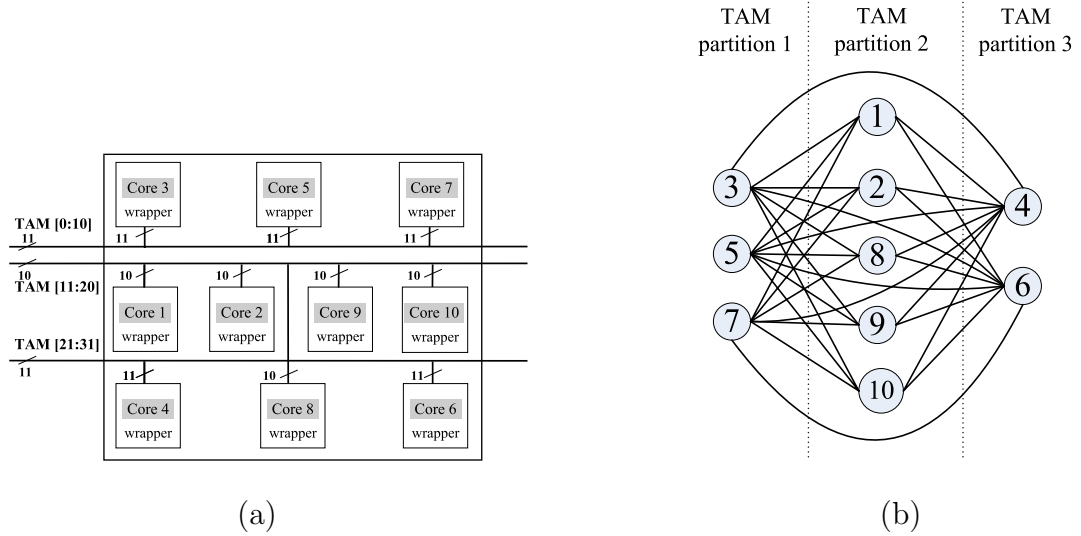 Core 3
wrapper
11
Core 5
wrapper
11
Core 7
wrapper
11
TAM [0:10]
11
10
TAM [11:20]
10
Core 1
wrapper
10
Core 2
wrapper
10
Core 9
wrapper
10
Core 10
wrapper
TAM [21:31]
11
11
Core 4
wrapper
10
Core 8
wrapper
11
Core 6
wrapper
(a)
TAM
partition 1
TAM
partition 2
TAM
partition 3
3
5
7
1
2
8
9
10
4
6
(b)